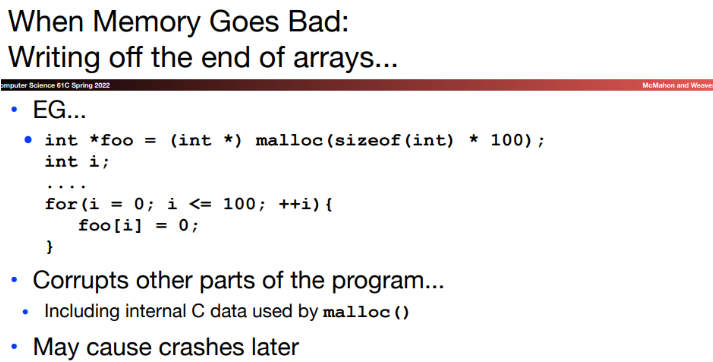 When Memory Goes Bad:
Writing off the end of arrays...
omputer Science 61C Spring 2022
McMahon and Weave
• EG...
• int *foo = (int *) malloc(sizeof(int) * 100);
int i;
....
for(i = 0; i <= 100; ++i){
foo[i] = 0;
}
• Corrupts other parts of the program...
• Including internal C data used by malloc()
• May cause crashes later